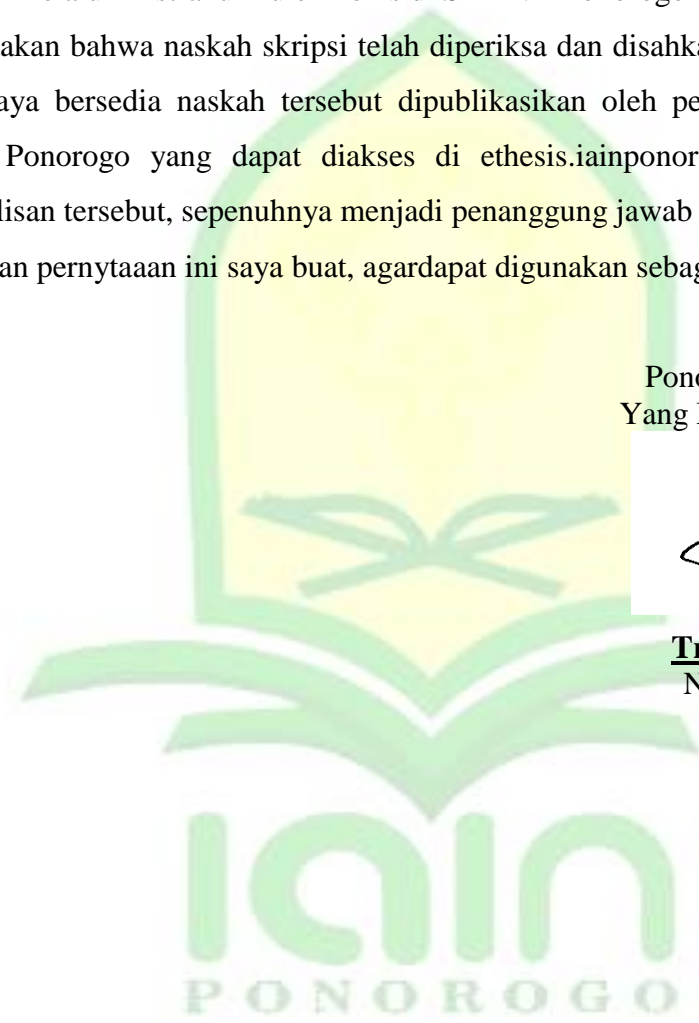 akan bahwa naskah skripsi telah diperiksa dan disahka
aya bersedia naskah tersebut dipublikasikan oleh pe
Ponorogo yang dapat diakses di ethesis.iainponor
lisan tersebut, sepenuhnya menjadi penanggung jawab
an pernytaaan ini saya buat, agardapat digunakan sebag
Pono
Yang
Tr
N
iain
PONOROGO